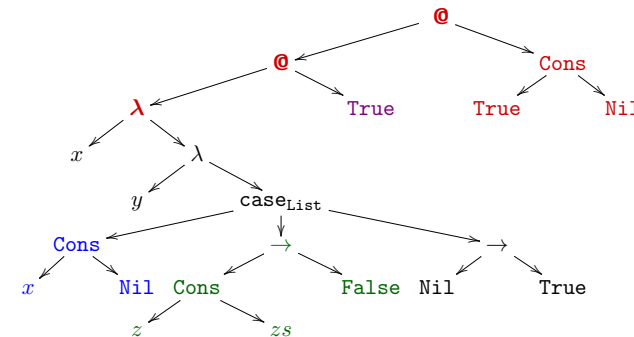 @
@ Cons
λ True True Nil
x λ
y case_List
Cons → →
x Nil Cons False Nil True
z zs